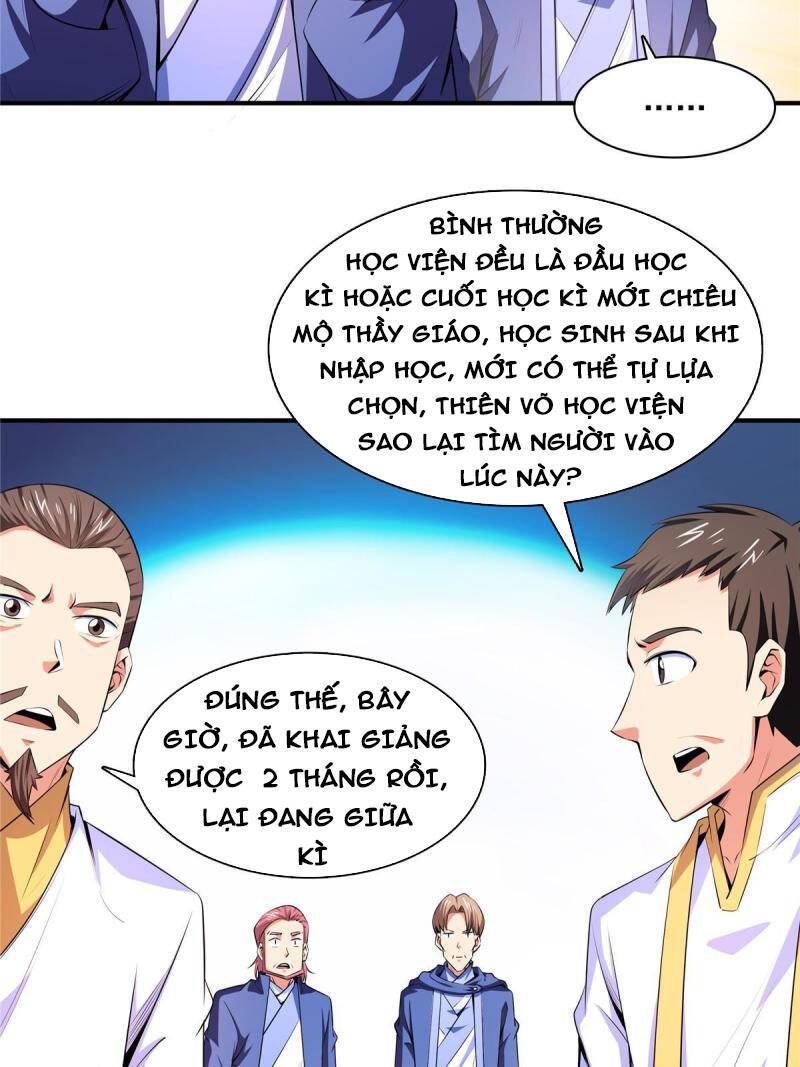 ......
BÌNH THƯỜNG
HỌC VIỆN ĐỀU LÀ ĐẦU HỌC
KÌ HOẶC CUỐI HỌC KÌ MỚI CHIÊU
MỘ THẦY GIÁO, HỌC SINH SAU KHI
NHẬP HỌC, MỚI CÓ THỂ TỰ LỰA
CHỌN, THIÊN VÕ HỌC VIỆN
SAO LẠI TÌM NGƯỜI VÀO
LÚC NÀY?
ĐÚNG THẾ, BÂY
GIỜ, ĐÃ KHAI GIẢNG
ĐƯỢC 2 THÁNG RỒI,
LẠI ĐANG GIỮA
KÌ